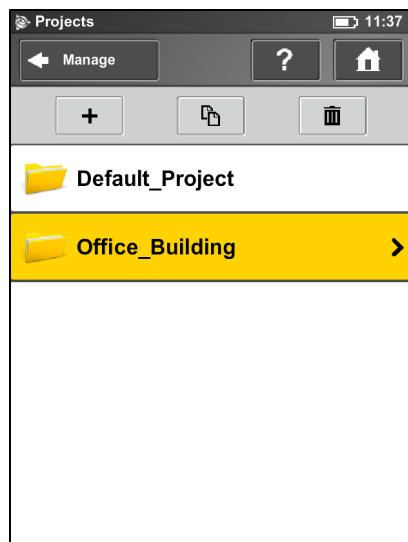 Projects 11:37
Manage ?
+
Default_Project
Office_Building